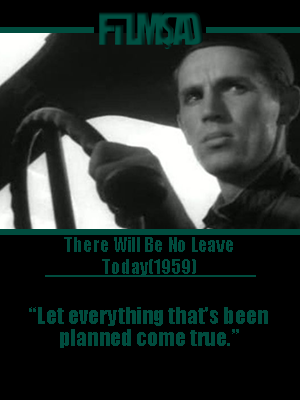 FILMSAD
There Will Be No Leave
Today(1959)
“Let everything that’s been
planned come true.”